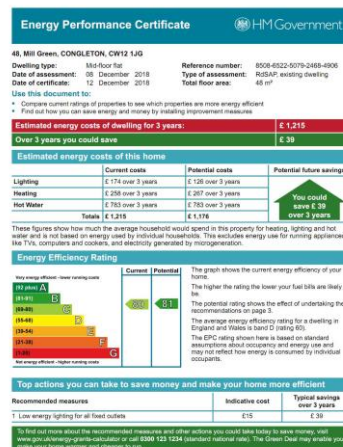 Energy Performance Certificate
HM Government
48, Mill Green, CONGLETON, CW12 1JG
Dwelling type: Mid-floor flat
Reference number: 8508-6522-5079-2468-4906
Date of assessment: 08 December 2018
Type of assessment: RdSAP, existing dwelling
Date of certificate: 12 December 2018
Total floor area: 48 m²
Use this document to:
• Compare current ratings of properties to see which properties are more energy efficient
• Find out how you can save energy and money by installing improvement measures
Estimated energy costs of dwelling for 3 years: £ 1,215
Over 3 years you could save £ 39
Estimated energy costs of this home
Current costs Potential costs Potential future savings
Lighting £ 174 over 3 years £ 126 over 3 years
Heating £ 258 over 3 years £ 267 over 3 years
Hot Water £ 783 over 3 years £ 783 over 3 years
Totals £ 1,215 £ 1,176
You could
save £ 39
over 3 years
These figures show how much the average household would spend in this property for heating, lighting and hot
water and is not based on energy used by individual households. This excludes energy use for running appliances
like TVs, computers and cookers, and electricity generated by microgeneration.
Energy Efficiency Rating
Current Potential
Very energy efficient - lower running costs
(92 plus) A
(81-91) B
(69-80) C
(55-68) D
(39-54) E
(21-38) F
(1-20) G
Not energy efficient - higher running costs
80
81
The graph shows the current energy efficiency of your
home.
The higher the rating the lower your fuel bills are likely to
be.
The potential rating shows the effect of undertaking the
recommendations on page 3.
The average energy efficiency rating for a dwelling in
England and Wales is band D (rating 60).
The EPC rating shown here is based on standard
assumptions about occupancy and energy use and
may not reflect how energy is consumed by individual
occupants.
Top actions you can take to save money and make your home more efficient
Recommended measures Indicative cost Typical savings
over 3 years
1 Low energy lighting for all fixed outlets £15 £ 39
To find out more about the recommended measures and other actions you could take today to save money, visit
www.gov.uk/energy-grants-calculator or call 0300 123 1234 (standard national rate). The Green Deal may enable you to
make your home warmer and cheaper to run.